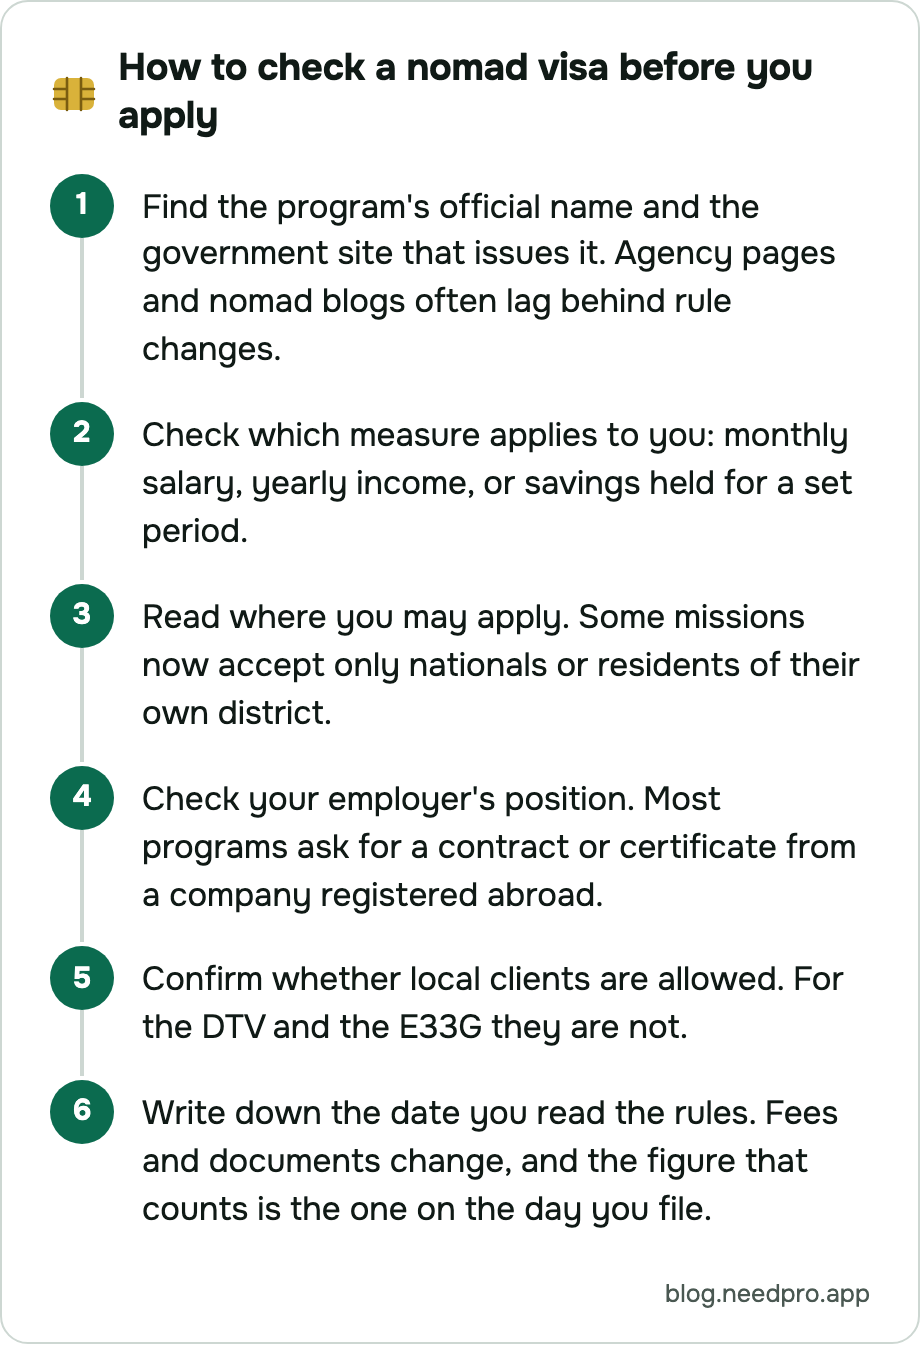 How to check a nomad visa before you
apply
1
Find the program's official name and the
government site that issues it. Agency pages
and nomad blogs often lag behind rule
changes.
2
Check which measure applies to you: monthly
salary, yearly income, or savings held for a set
period.
3
Read where you may apply. Some missions
now accept only nationals or residents of their
own district.
4
Check your employer's position. Most
programs ask for a contract or certificate from
a company registered abroad.
5
Confirm whether local clients are allowed. For
the DTV and the E33G they are not.
6
Write down the date you read the rules. Fees
and documents change, and the figure that
counts is the one on the day you file.
blog.needpro.app